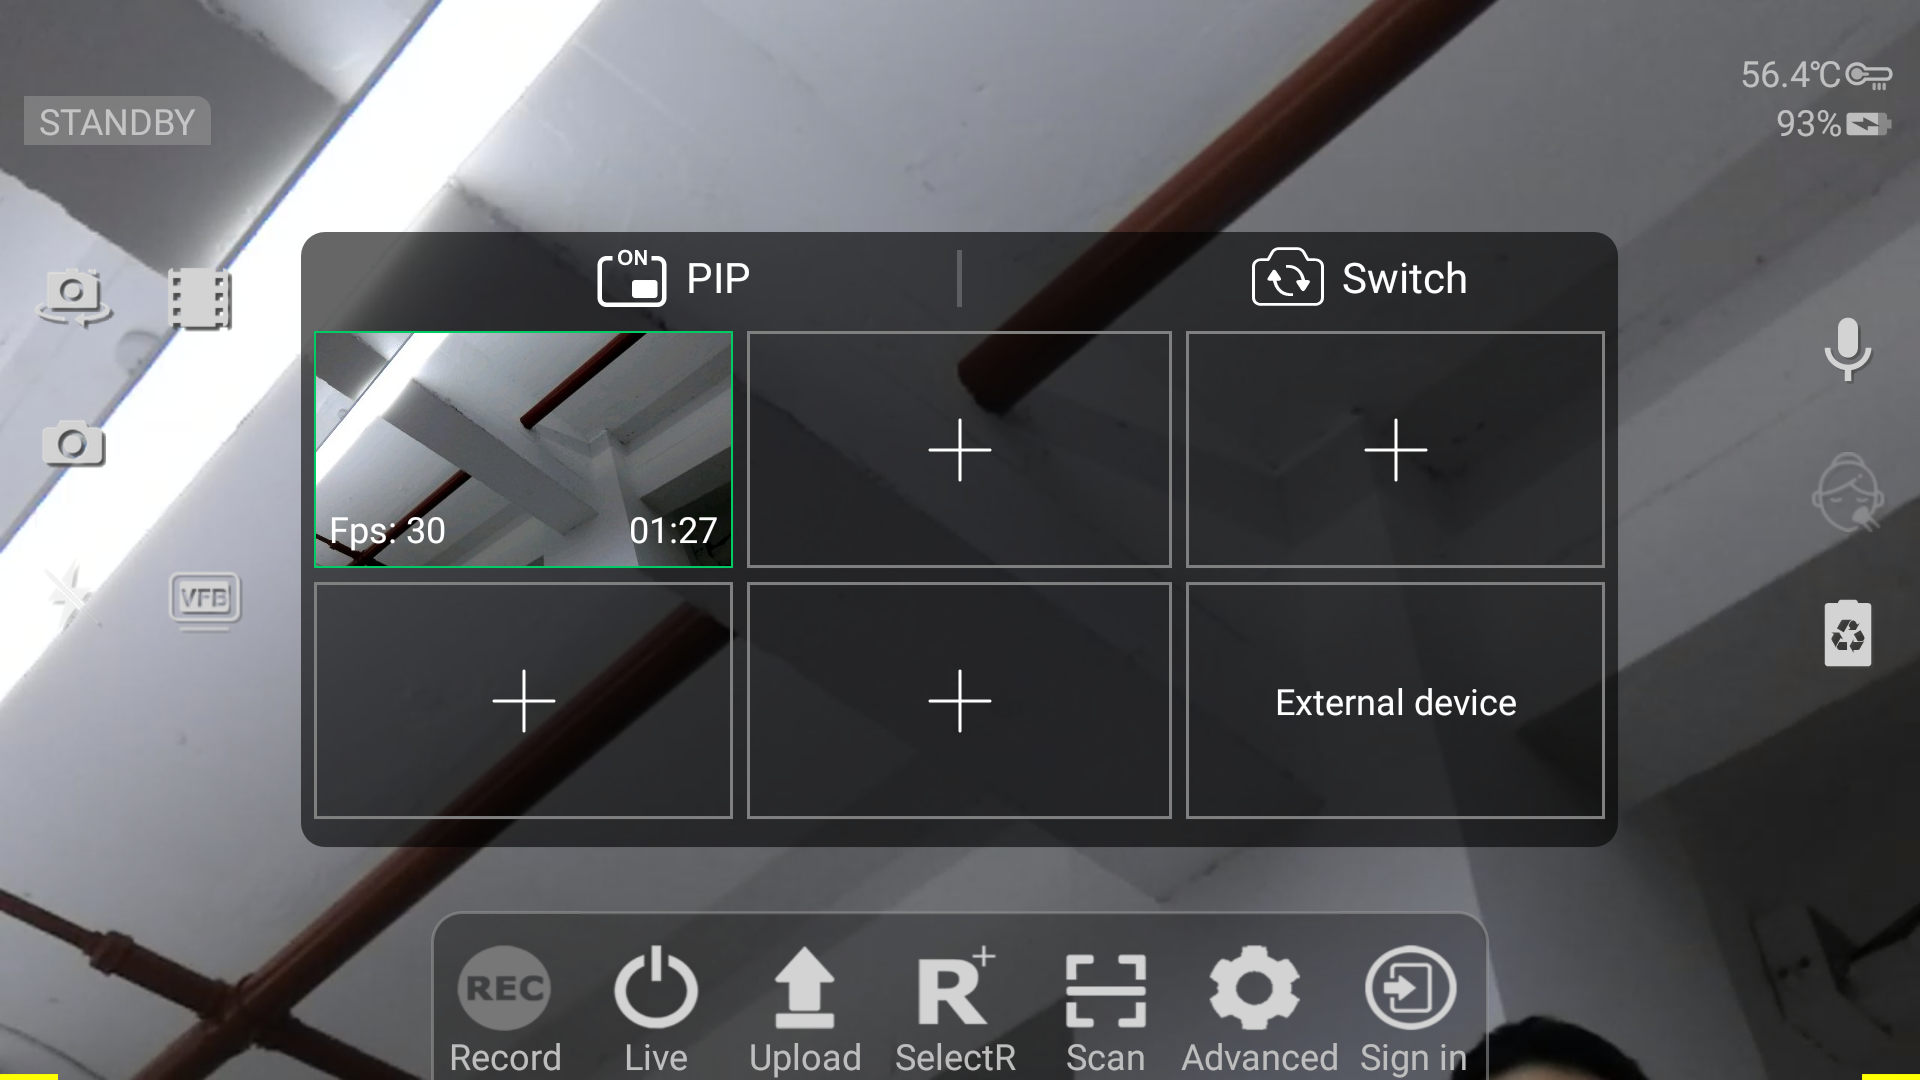 56.4℃
STANDBY
93%
ON
PIP
Switch
Fps: 30
01:27
VFB
External device
REC
R+
Record
Live
Upload
SelectR
Scan
Advanced
Sign in